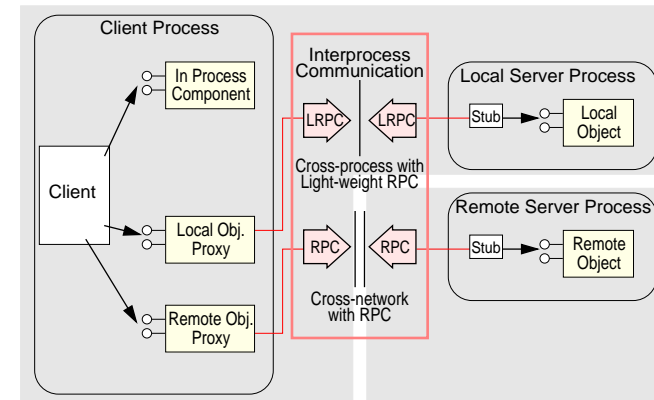 Client Process
In Process
Component
Client
Local Obj.
Proxy
Remote Obj.
Proxy
Interprocess
Communication
LRPC
LRPC
Cross-process with
Light-weight RPC
RPC
RPC
Cross-network
with RPC
Local Server Process
Stub
Local
Object
Remote Server Process
Stub
Remote
Object